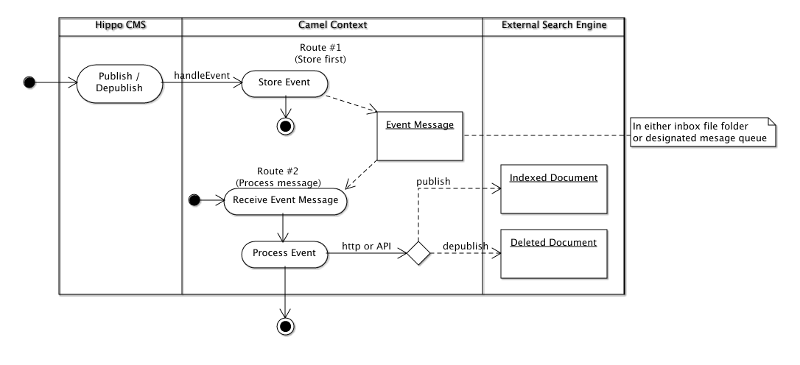 Hippo CMS
Camel Context
External Search Engine
Route #1
(Store first)
Publish /
Depublish
handleEvent
Store Event
Event Message
In either inbox file folder
or designated mesage queue
Route #2
(Process message)
publish
Indexed Document
Receive Event Message
Process Event
http or API
depublish
Deleted Document